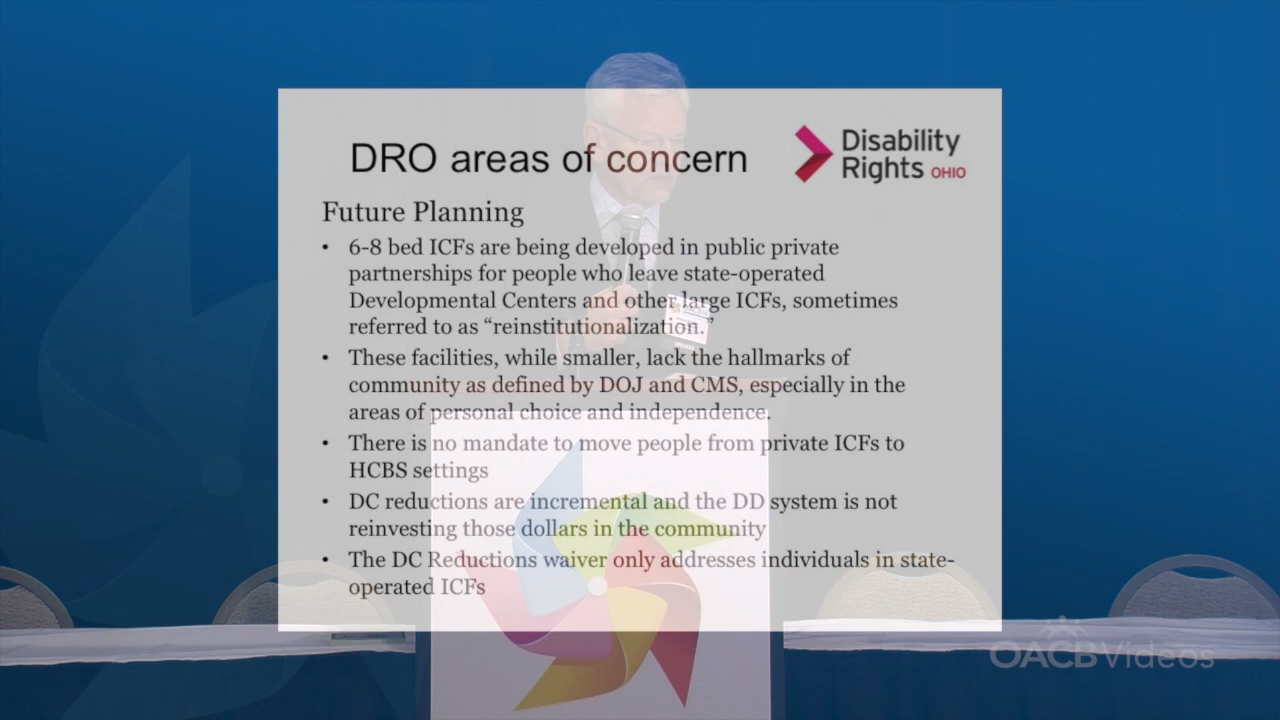 DRO areas of concern
Disability
Rights OHIO
Future Planning
• 6-8 bed ICFs are being developed in public private
partnerships for people who leave state-operated
Developmental Centers and other large ICFs, sometimes
referred to as “reinstitutionalization.”
• These facilities, while smaller, lack the hallmarks of
community as defined by DOJ and CMS, especially in the
areas of personal choice and independence.
• There is no mandate to move people from private ICFs to
HCBS settings
• DC reductions are incremental and the DD system is not
reinvesting those dollars in the community
• The DC Reductions waiver only addresses individuals in state-
operated ICFs
OACBVideos